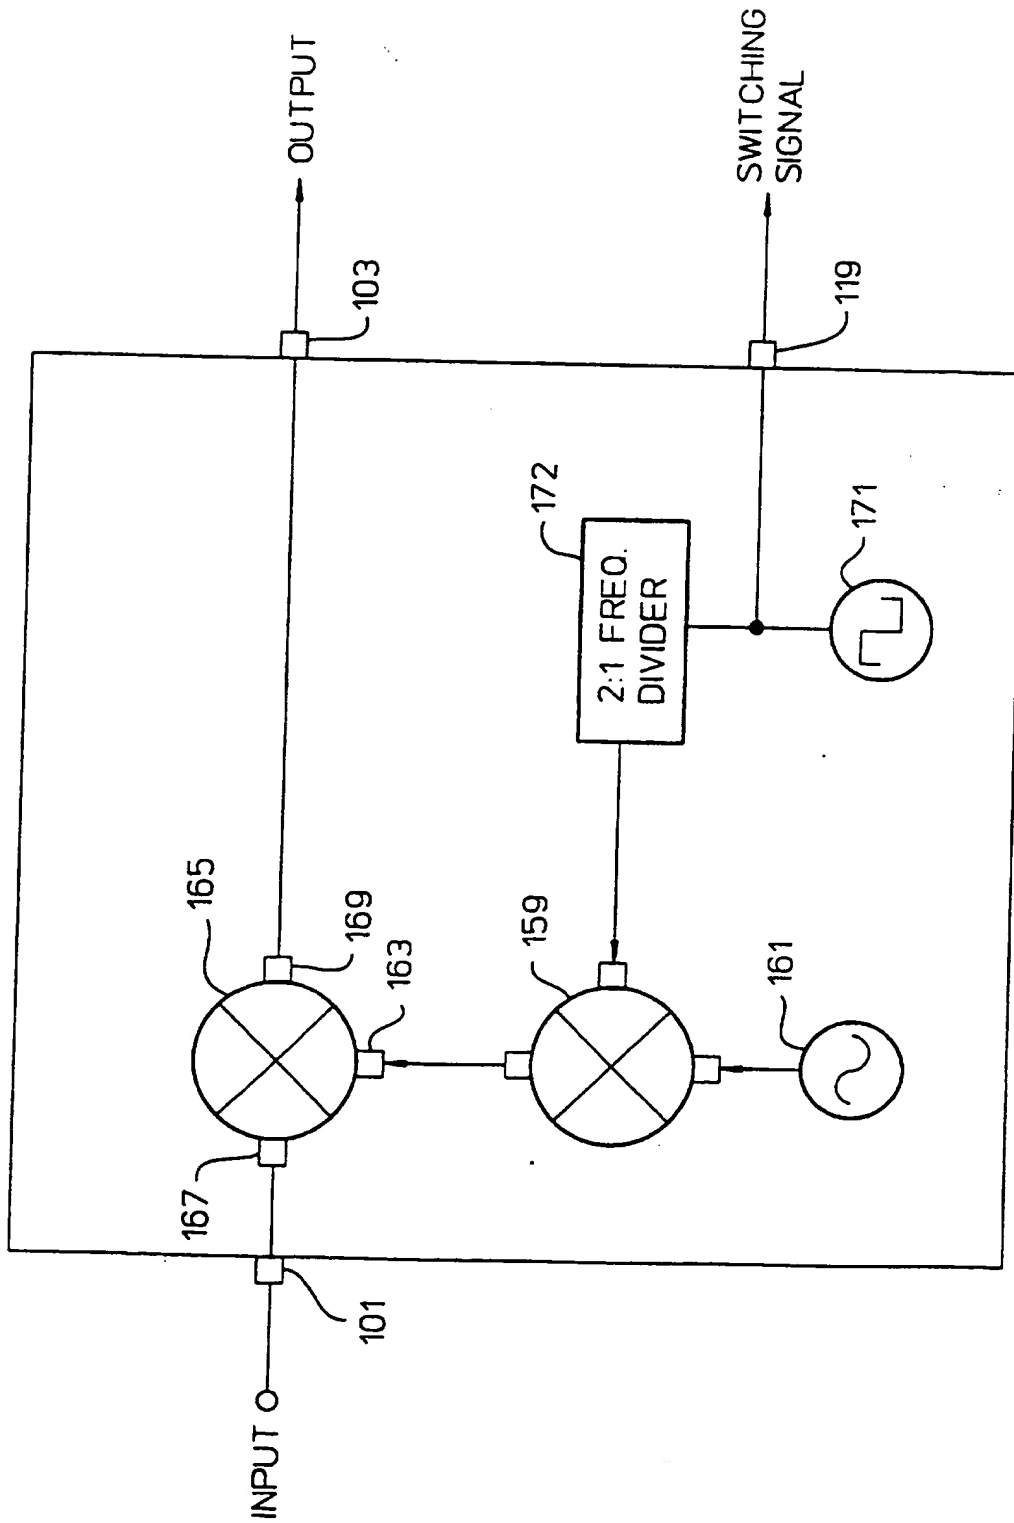 INPUT
101
167
165
169
163
103
OUTPUT
159
161
172
2:1 FREQ.
DIVIDER
171
119
SWITCHING
SIGNAL